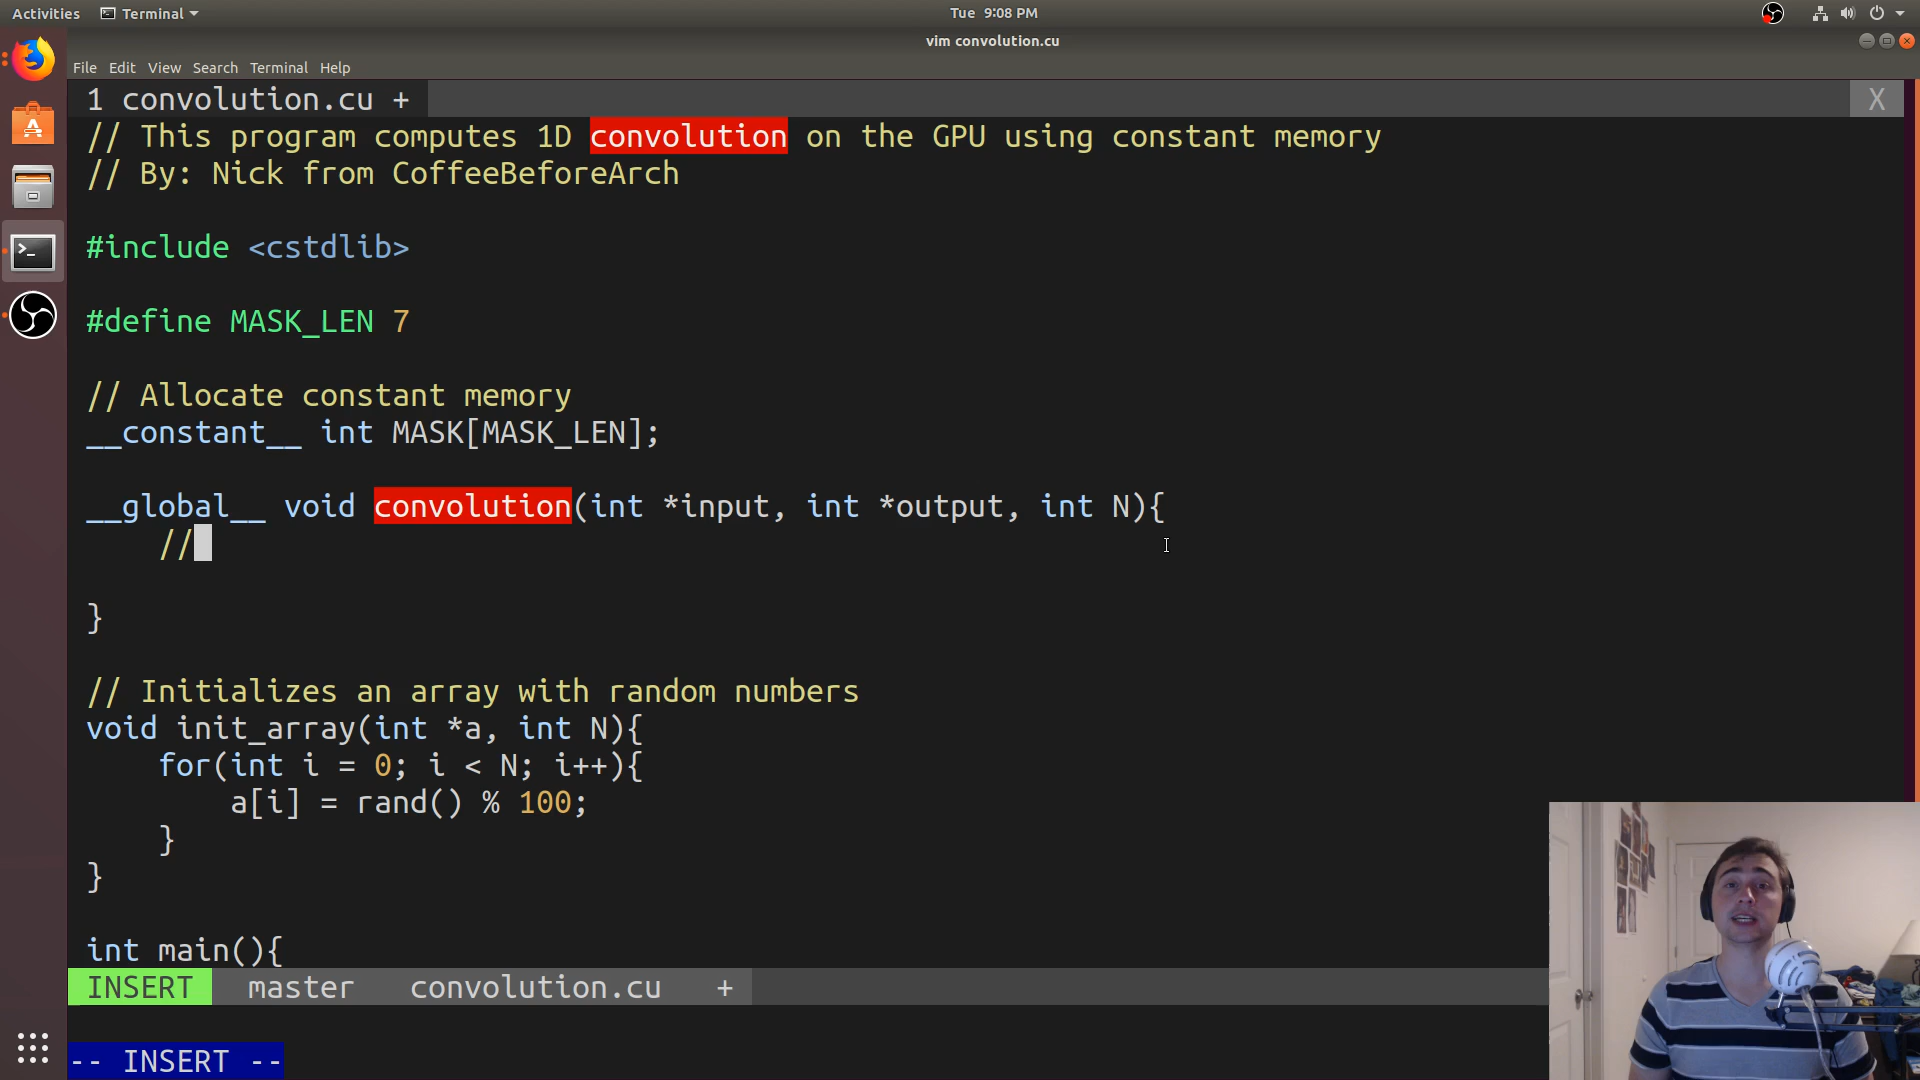 Activities Terminal Tue 9:08 PM
vim convolution.cu
File Edit View Search Terminal Help
1 convolution.cu + X
// This program computes 1D convolution on the GPU using constant memory
// By: Nick from CoffeeBeforeArch
#include <cstdlib>
#define MASK_LEN 7
// Allocate constant memory
__constant__ int MASK[MASK_LEN];
__global__ void convolution(int *input, int *output, int N){
//
}
// Initializes an array with random numbers
void init_array(int *a, int N){
for(int i = 0; i < N; i++){
a[i] = rand() % 100;
}
}
int main(){
INSERT master convolution.cu +
-- INSERT --